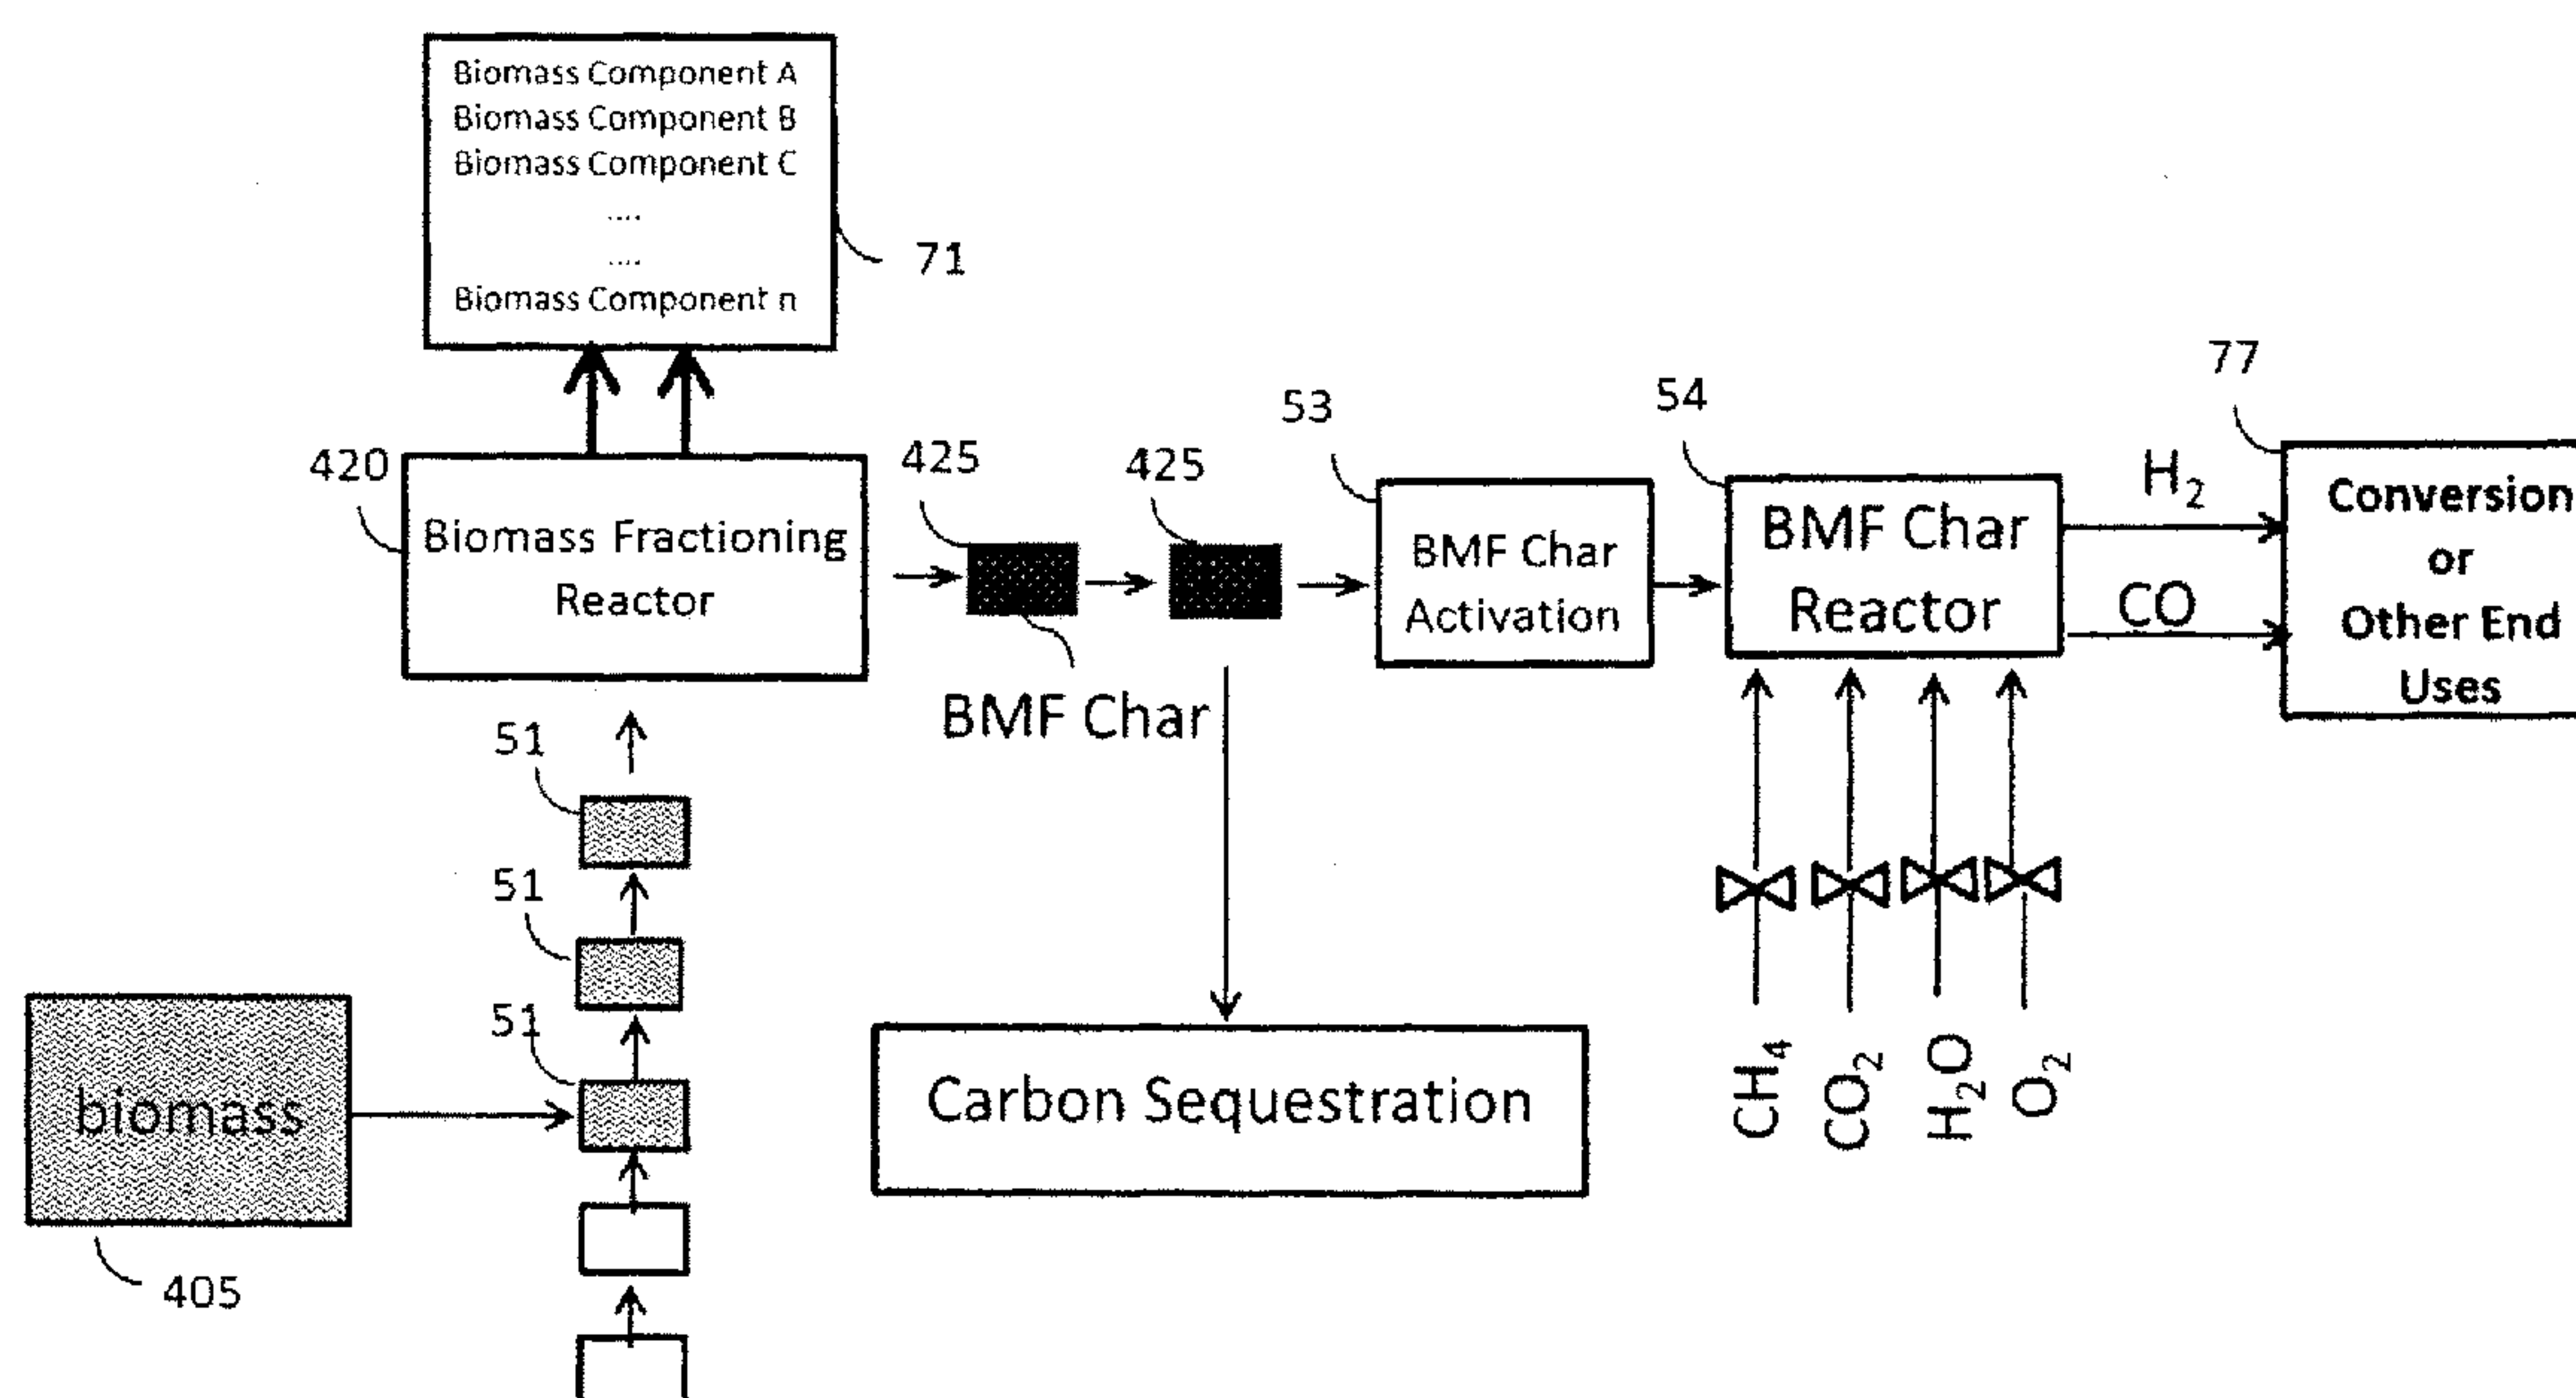 Biomass Component A
Biomass Component B
Biomass Component C
....
....
Biomass Component n
71
420
Biomass Fractioning
Reactor
425
425
BMF Char
53
BMF Char
Activation
54
BMF Char
Reactor
H₂
CO
77
Conversion
or
Other End
Uses
51
51
51
biomass
405
Carbon Sequestration
CH₄
CO₂
H₂O
O₂